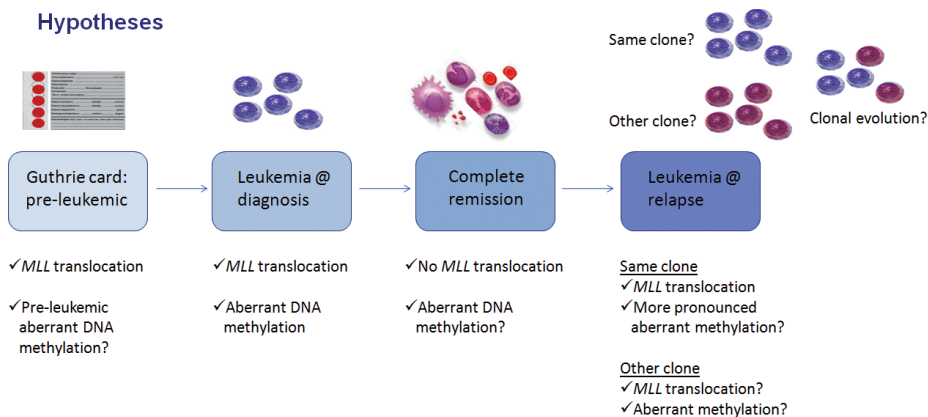 Hypotheses
Same clone?
Other clone?
Clonal evolution?
Guthrie card:
pre-leukemic
Leukemia @
diagnosis
Complete
remission
Leukemia @
relapse
✓MLL translocation
✓Pre-leukemic
aberrant DNA
methylation?
✓MLL translocation
✓Aberrant DNA
methylation
✓No MLL translocation
✓Aberrant DNA
methylation?
Same clone
✓MLL translocation
✓More pronounced
aberrant methylation?
Other clone
✓MLL translocation?
✓Aberrant methylation?